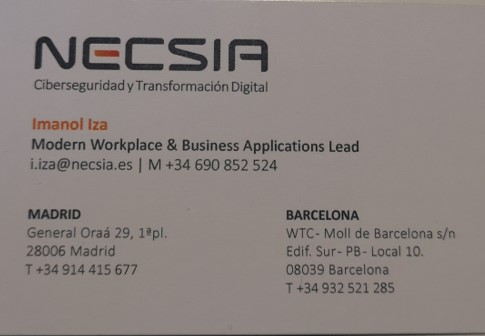 NECSIA
Ciberseguridad y Transformación Digital
Imanol Iza
Modern Workplace & Business Applications Lead
i.iza@necsia.es | M +34 690 852 524
MADRID
General Oraá 29, 1ªpl.
28006 Madrid
T +34 914 415 677
BARCELONA
WTC- Moll de Barcelona s/n
Edif. Sur- PB- Local 10.
08039 Barcelona
T +34 932 521 285